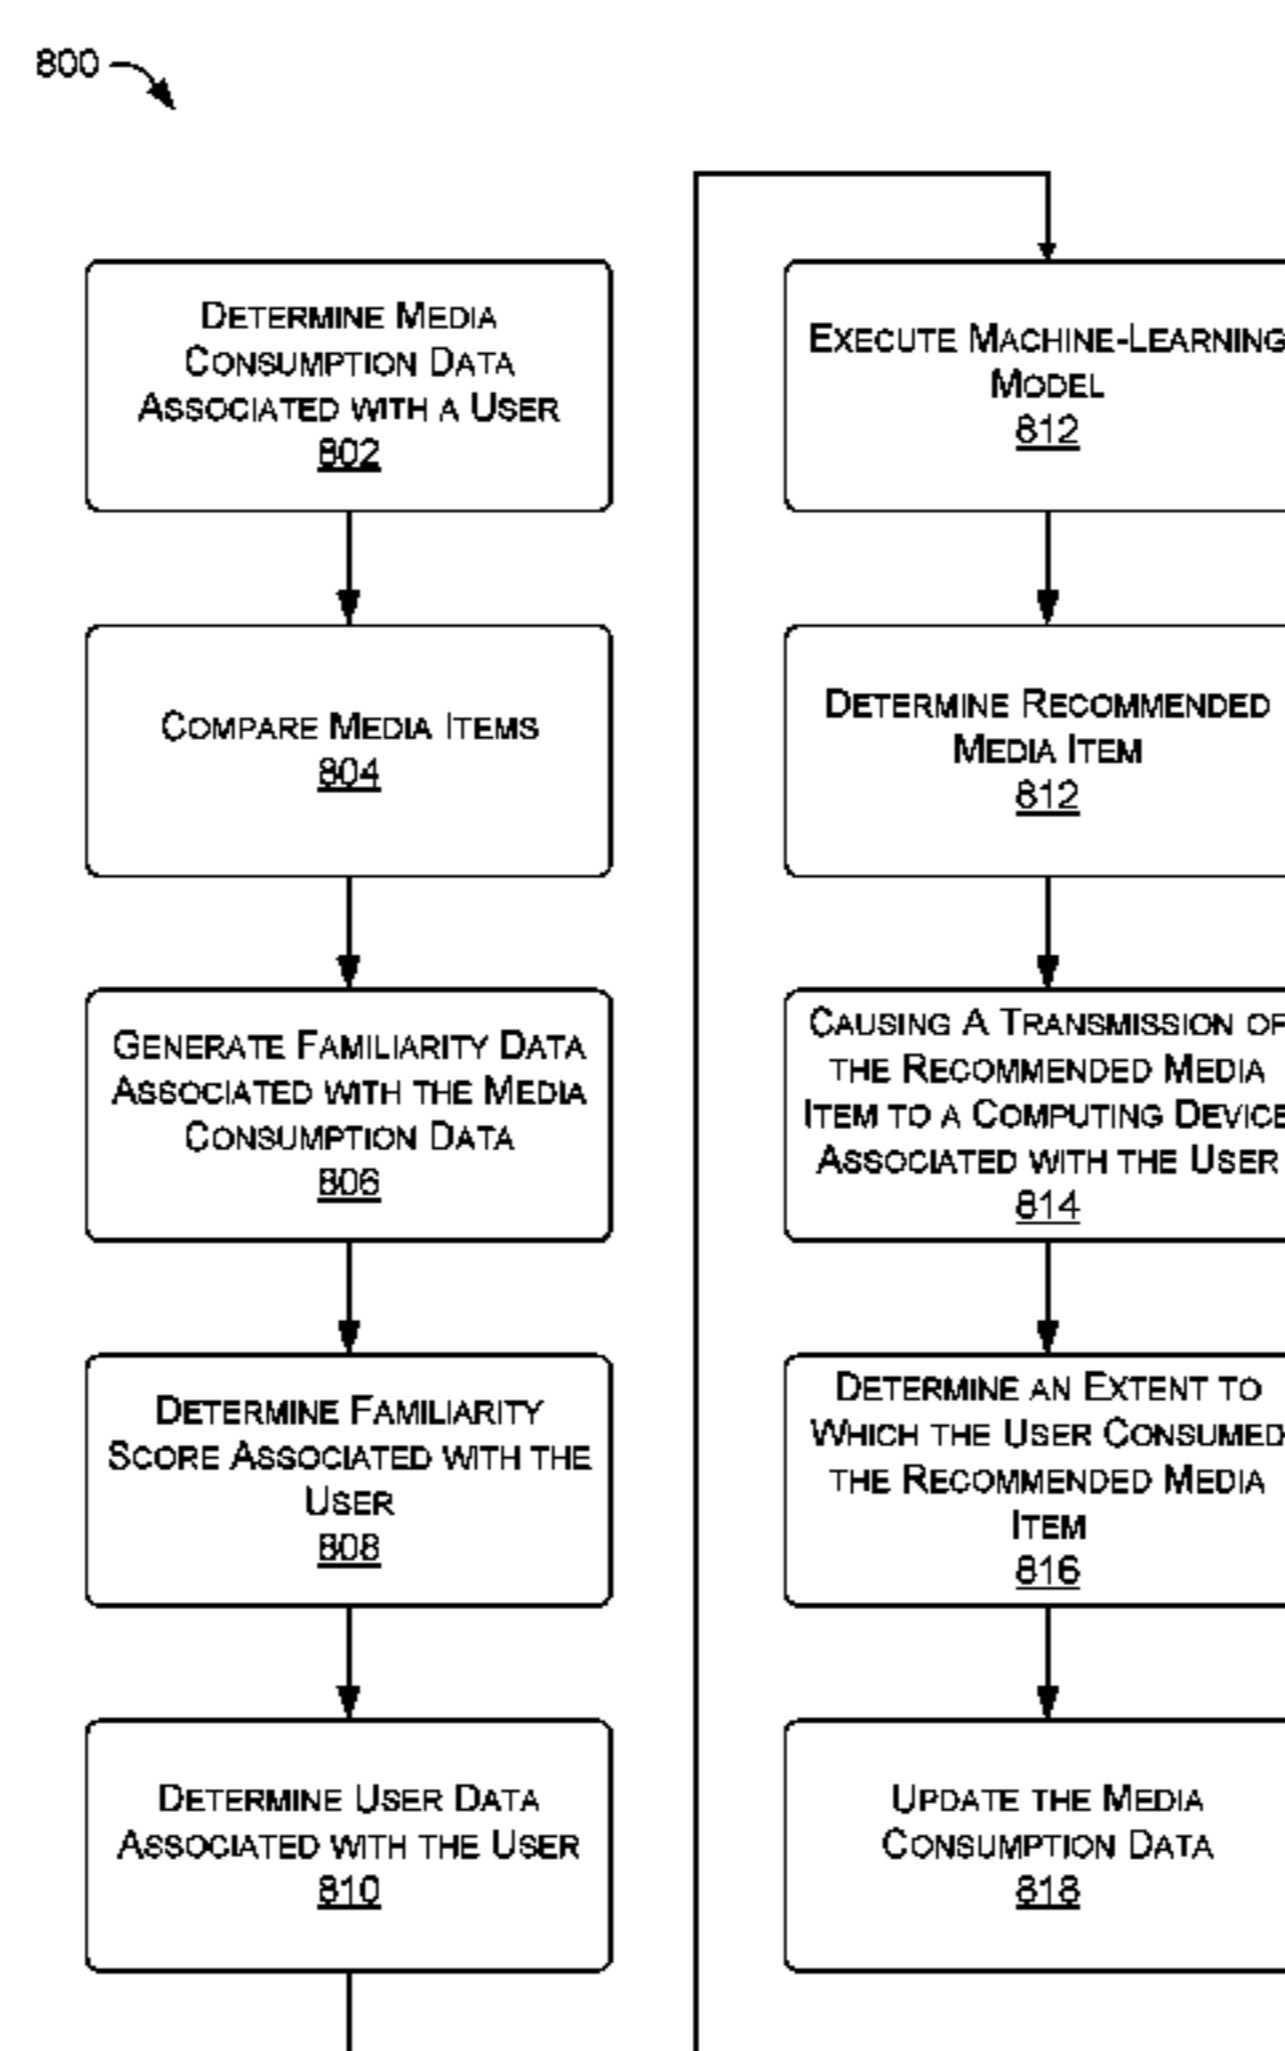 800
DETERMINE MEDIA
CONSUMPTION DATA
ASSOCIATED WITH A USER
802
COMPARE MEDIA ITEMS
804
GENERATE FAMILIARITY DATA
ASSOCIATED WITH THE MEDIA
CONSUMPTION DATA
806
DETERMINE FAMILIARITY
SCORE ASSOCIATED WITH THE
USER
808
DETERMINE USER DATA
ASSOCIATED WITH THE USER
810
EXECUTE MACHINE-LEARNING
MODEL
812
DETERMINE RECOMMENDED
MEDIA ITEM
812
CAUSING A TRANSMISSION OF
THE RECOMMENDED MEDIA
ITEM TO A COMPUTING DEVICE
ASSOCIATED WITH THE USER
814
DETERMINE AN EXTENT TO
WHICH THE USER CONSUMED
THE RECOMMENDED MEDIA
ITEM
816
UPDATE THE MEDIA
CONSUMPTION DATA
818